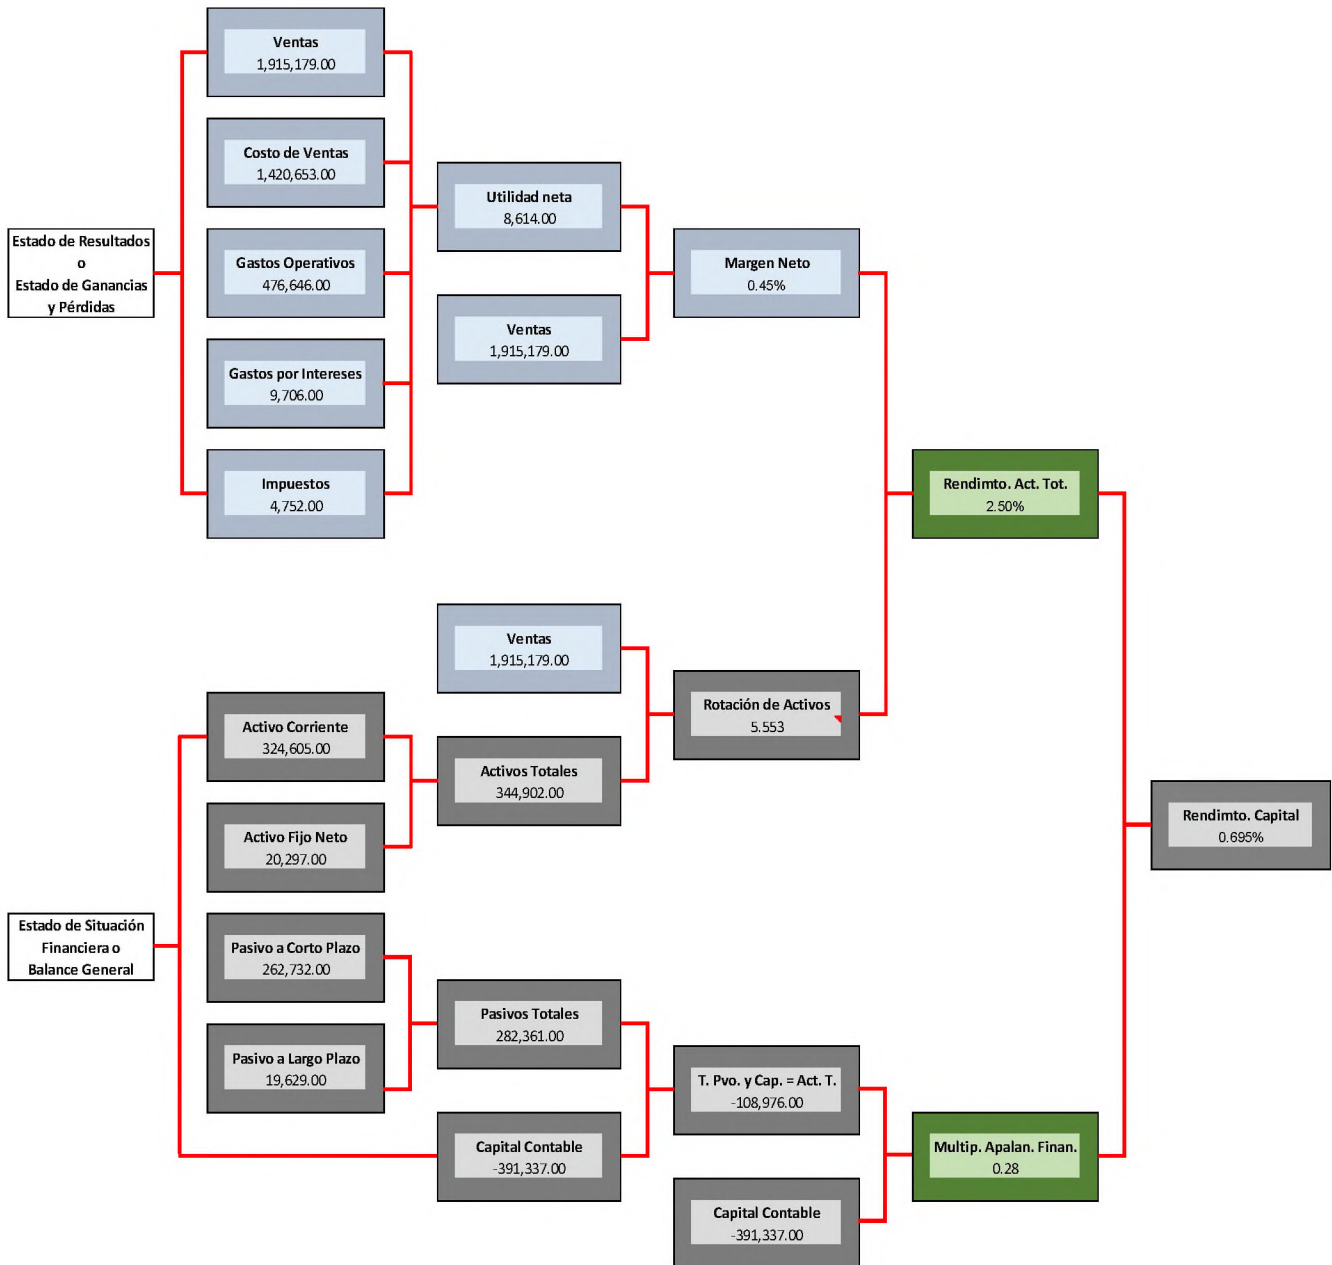 Ventas
1,915,179.00
Costo de Ventas
1,420,653.00
Utilidad neta
8,614.00
Estado de Resultados
o
Estado de Ganancias
y Pérdidas
Gastos Operativos
476,646.00
Margen Neto
0.45%
Ventas
1,915,179.00
Gastos por Intereses
9,706.00
Impuestos
4,752.00
Rendimto. Act. Tot.
2.50%
Ventas
1,915,179.00
Rotación de Activos
5.553
Activo Corriente
324,605.00
Activos Totales
344,902.00
Rendimto. Capital
0.695%
Activo Fijo Neto
20,297.00
Estado de Situación
Financiera o
Balance General
Pasivo a Corto Plazo
262,732.00
Pasivos Totales
282,361.00
Pasivo a Largo Plazo
19,629.00
T. Pvo. y Cap. = Act. T.
-108,976.00
Capital Contable
-391,337.00
Multip. Apalan. Finan.
0.28
Capital Contable
-391,337.00